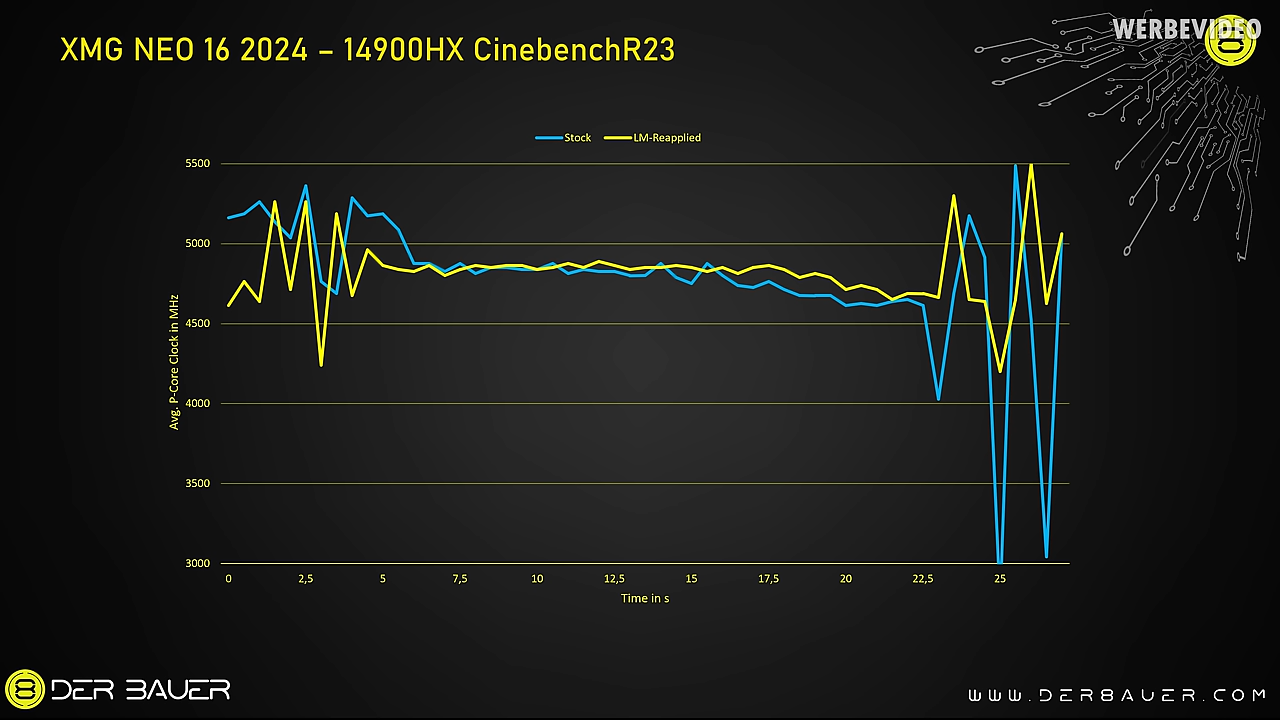 WERBEVIDEO
XMG NEO 16 2024 – 14900HX CinebenchR23
Stock LM-Reapplied
5500
5000
4500
4000
3500
3000
Avg. P-Core Clock in MHz
0 2,5 5 7,5 10 12,5 15 17,5 20 22,5 25
Time in s
8 DER 8AUER
WWW.DER8AUER.COM